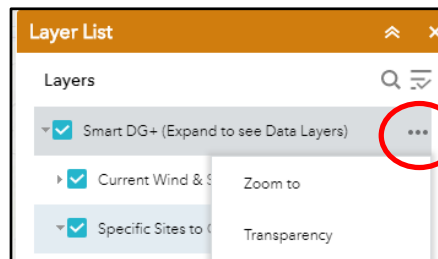 Layer List
Layers
Smart DG+ (Expand to see Data Layers)
Current Wind &
Zoom to
Specific Sites to
Transparency